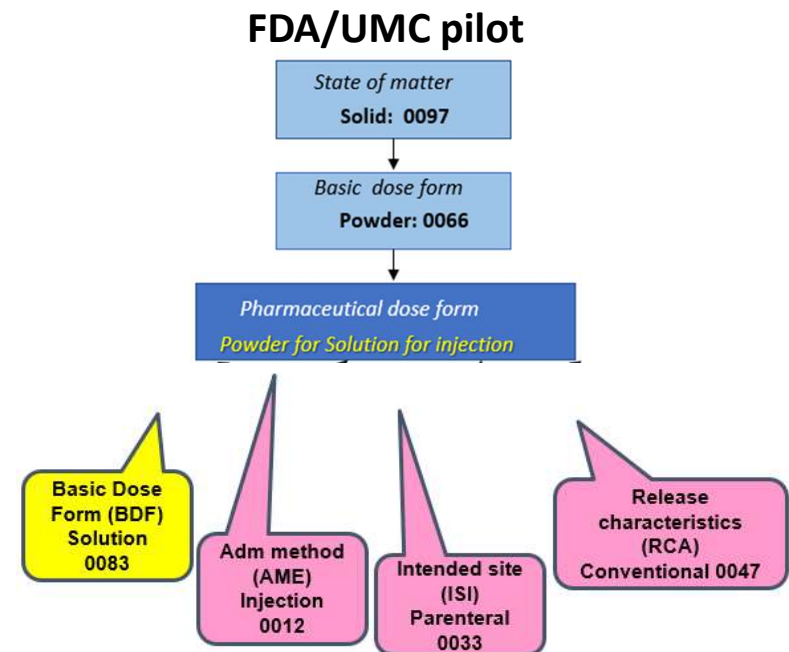 FDA/UMC pilot
State of matter
Solid: 0097
Basic dose form
Powder: 0066
Pharmaceutical dose form
Powder for Solution for injection
Basic Dose
Form (BDF)
Solution
0083
Adm method
(AME)
Injection
0012
Intended site
(ISI)
Parenteral
0033
Release
characteristics
(RCA)
Conventional 0047